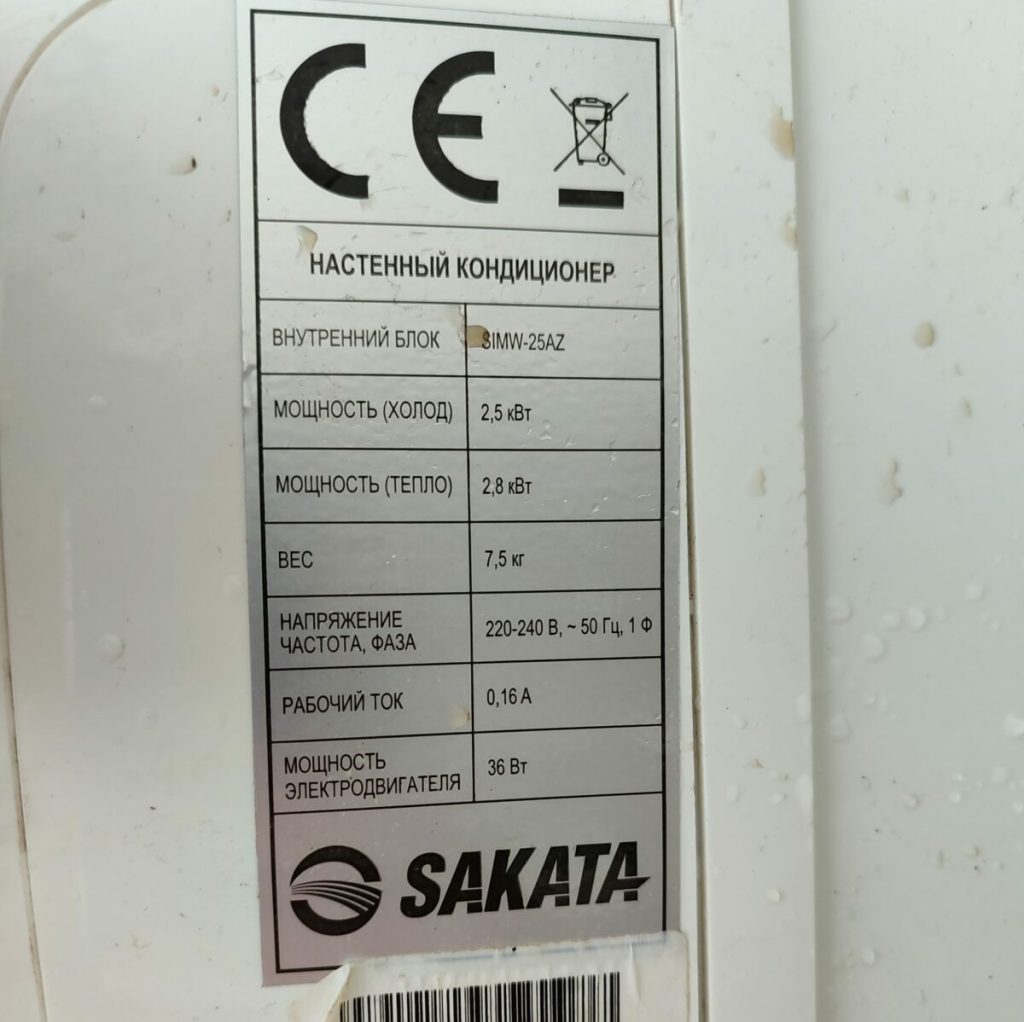 CE
НАСТЕННЫЙ КОНДИЦИОНЕР
ВНУТРЕННИЙ БЛОК SIMW-25AZ
МОЩНОСТЬ (ХОЛОД) 2,5 кВт
МОЩНОСТЬ (ТЕПЛО) 2,8 кВт
ВЕС 7,5 кг
НАПРЯЖЕНИЕ
ЧАСТОТА, ФАЗА 220-240 В, ~ 50 Гц, 1 Ф
РАБОЧИЙ ТОК 0,16 А
МОЩНОСТЬ
ЭЛЕКТРОДВИГАТЕЛЯ 36 Вт
SAKATA